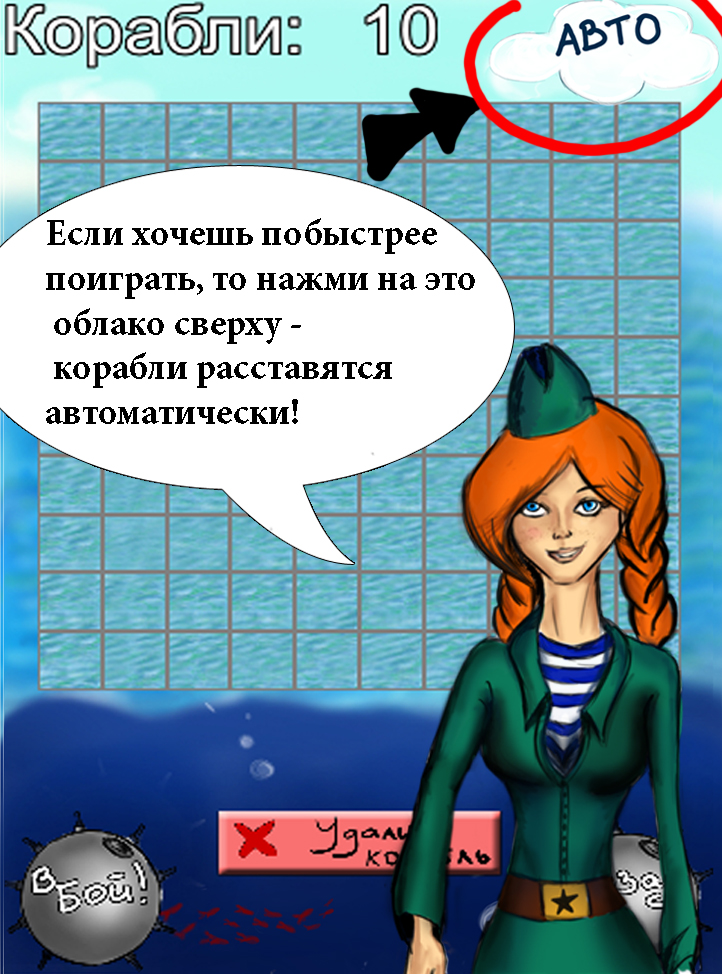 Корабли: 10
АВТО
Если хочешь побыстрее
поиграть, то нажми на это
облако сверху -
корабли расставятся
автоматически!
В
Бой!